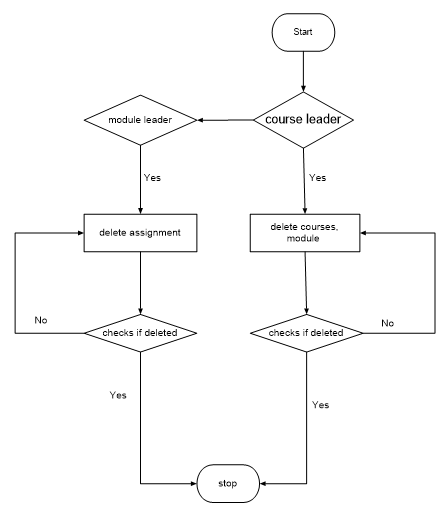 Start
module leader
course leader
Yes
Yes
delete assignment
delete courses,
module
No
checks if deleted
checks if deleted
No
Yes
Yes
stop